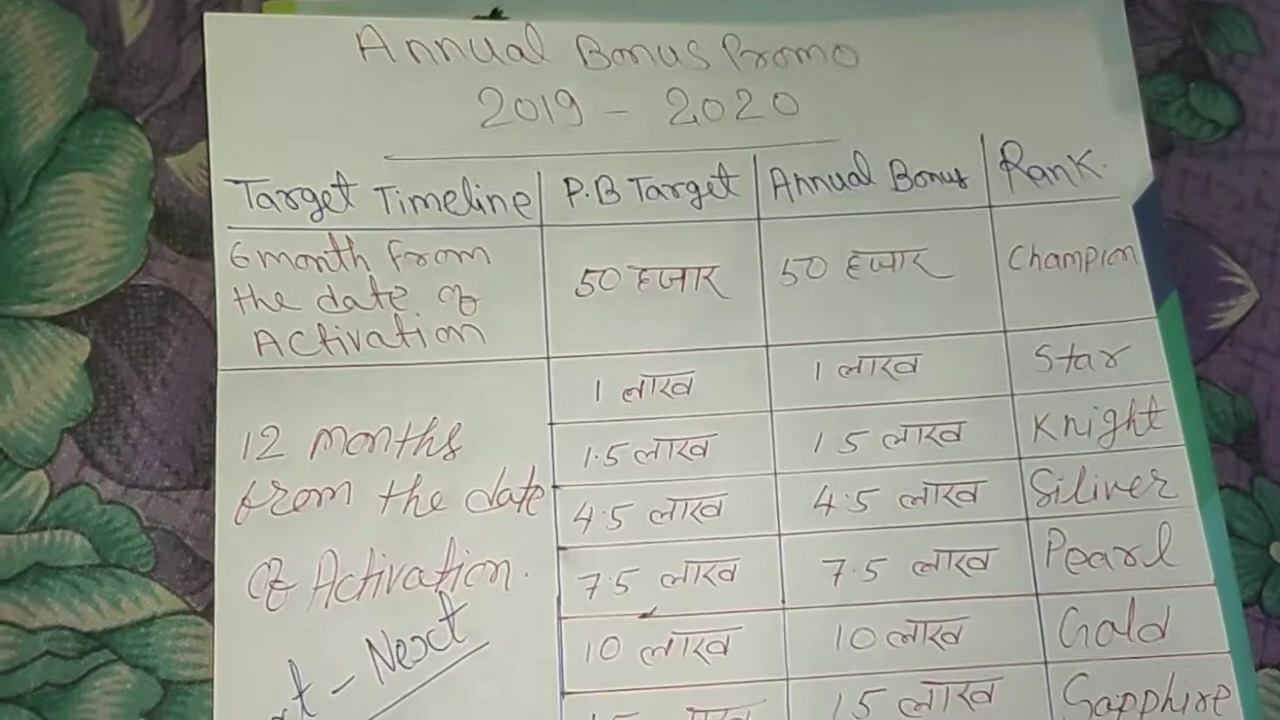 Annual Bonus Promo
2019 - 2020
Target Timeline P.B Target Annual Bonus Rank.
6 month from
the date of
Activation
50 हजार 50 हजार Champion
1 लाख 1 लाख Star
12 months
from the date
of Activation.
1.5 लाख 1 5 लाख Knight
4.5 लाख 4.5 लाख Siliver
7.5 लाख 7.5 लाख Pearl
10 लाख 10 लाख Gold
- Next
15 लाख Sapphire